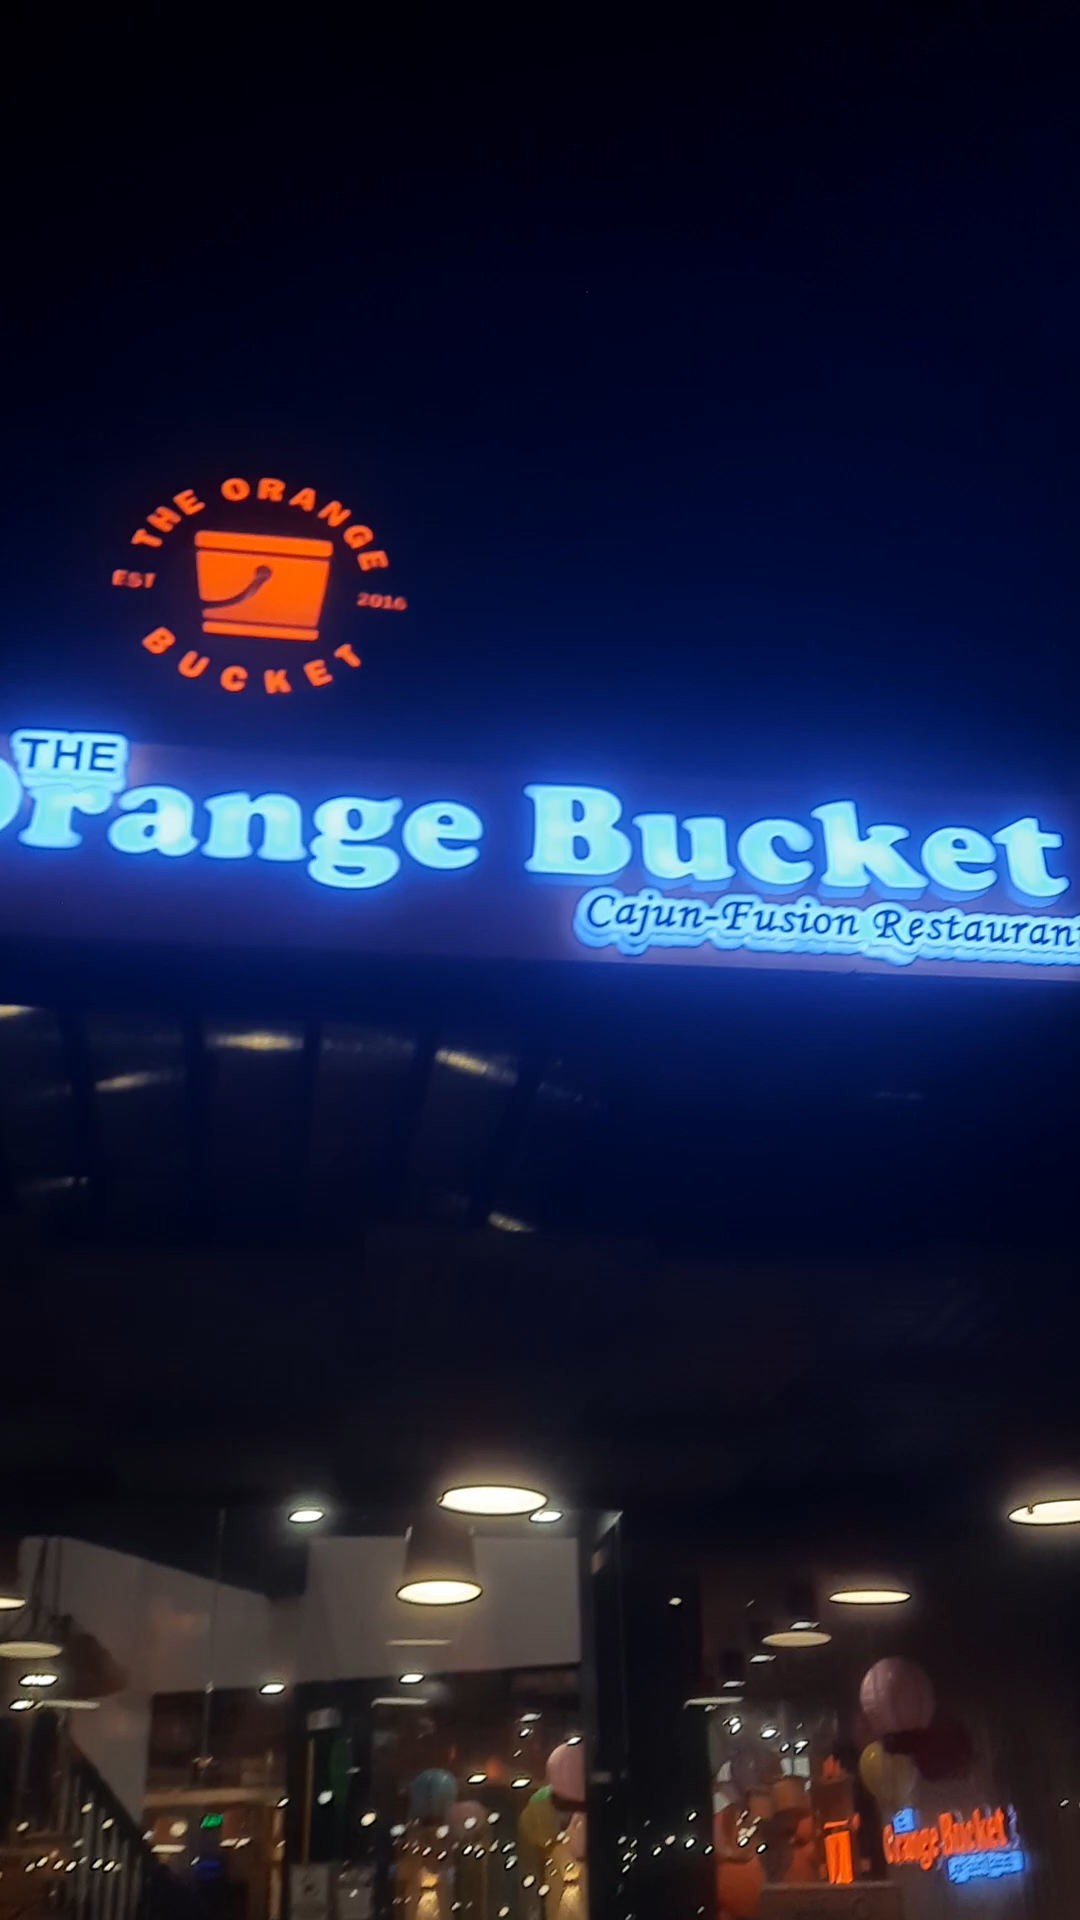 THE ORANGE
EST 2016
BUCKET
THE
Orange Bucket
Cajun-Fusion Restaurant
Orange Bucket